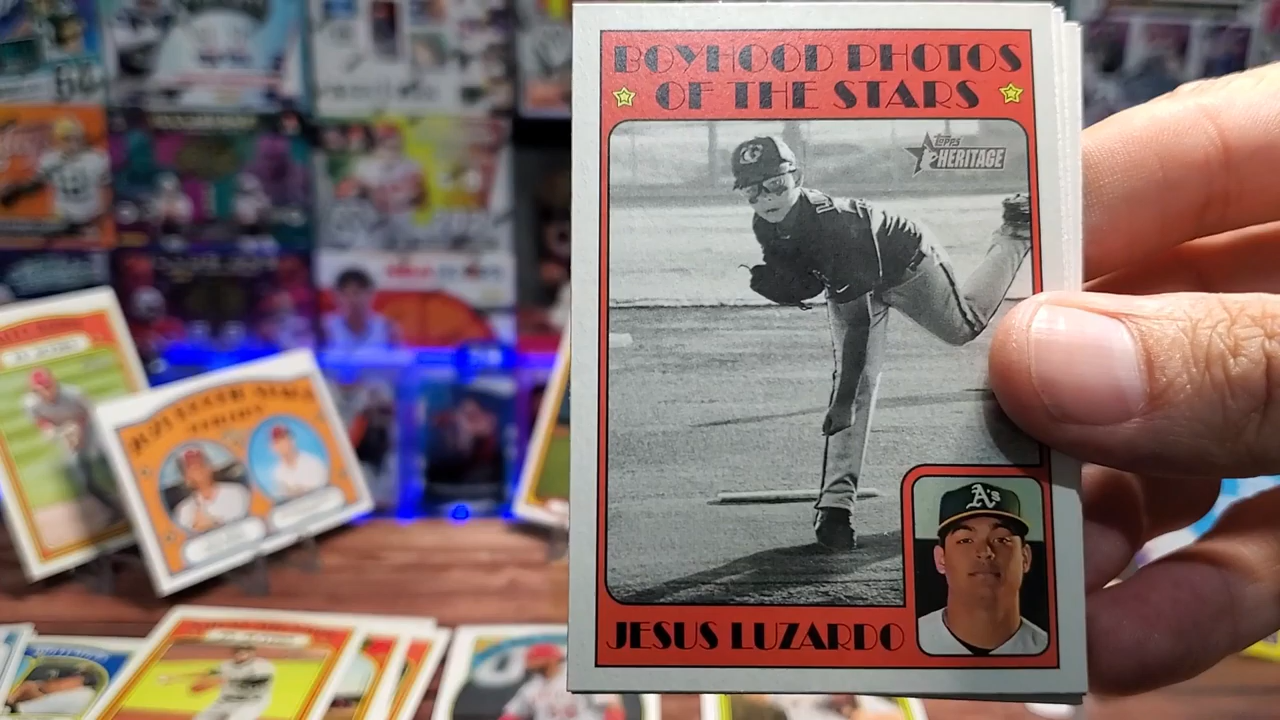 BOYHOOD PHOTOS
OF THE STARS
TOPPS
HERITAGE
A's
JESUS LUZARDO